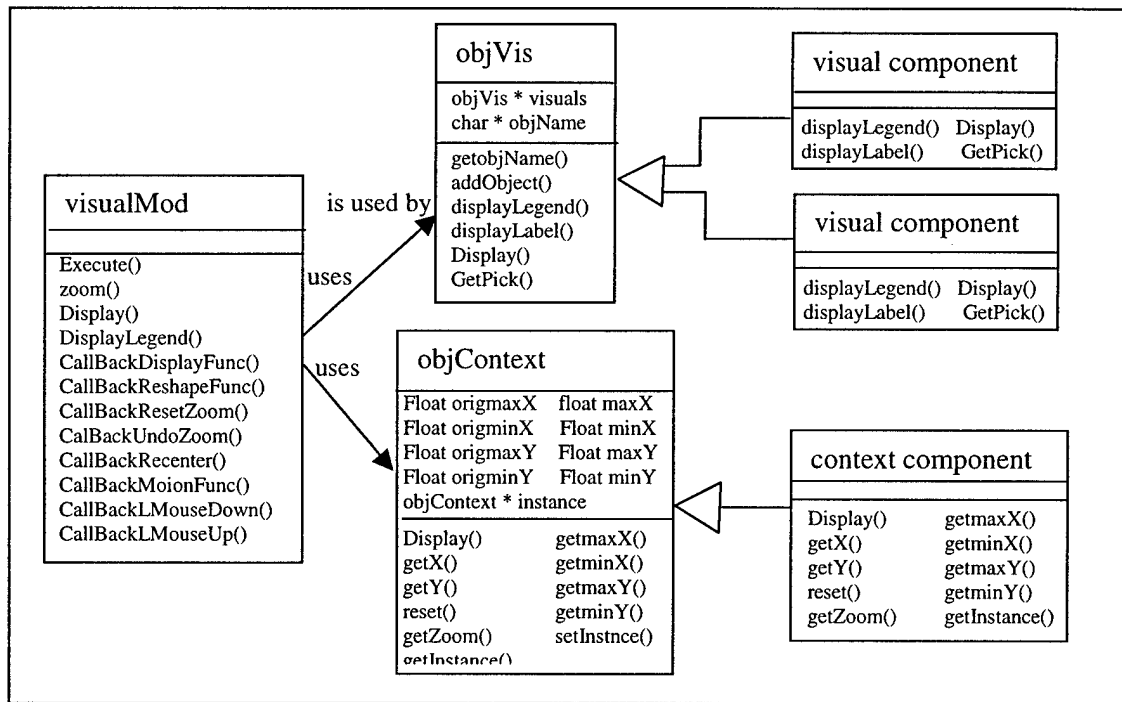 objVis
objVis * visuals
char * objName
getobjName()
addObject()
displayLegend()
displayLabel()
Display()
GetPick()
visual component
displayLegend() Display()
displayLabel() GetPick()
visual component
displayLegend() Display()
displayLabel() GetPick()
visualMod
Execute()
zoom()
Display()
DisplayLegend()
CallBackDisplayFunc()
CallBackReshapeFunc()
CallBackResetZoom()
CalBackUndoZoom()
CallBackRecenter()
CallBackMoionFunc()
CallBackLMouseDown()
CallBackLMouseUp()
is used by
uses
uses
objContext
Float origmaxX float maxX
Float origminX Float minX
Float origmaxY Float maxY
Float origminY Float minY
objContext * instance
Display() getmaxX()
getX() getminX()
getY() getmaxY()
reset() getminY()
getZoom() setInstnce()
getInstance()
context component
Display() getmaxX()
getX() getminX()
getY() getmaxY()
reset() getminY()
getZoom() getInstance()